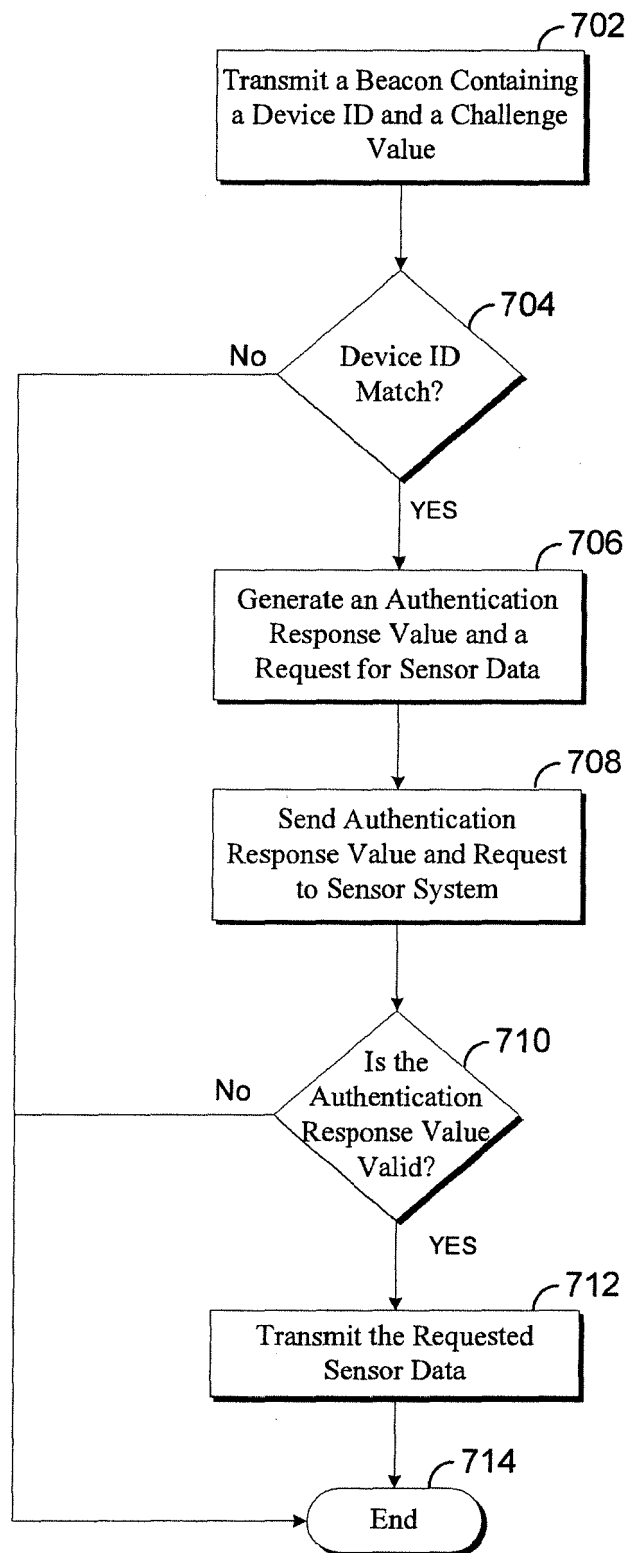 702
Transmit a Beacon Containing
a Device ID and a Challenge
Value
704
No
Device ID
Match?
YES
706
Generate an Authentication
Response Value and a
Request for Sensor Data
708
Send Authentication
Response Value and Request
to Sensor System
710
No
Is the
Authentication
Response Value
Valid?
YES
712
Transmit the Requested
Sensor Data
714
End